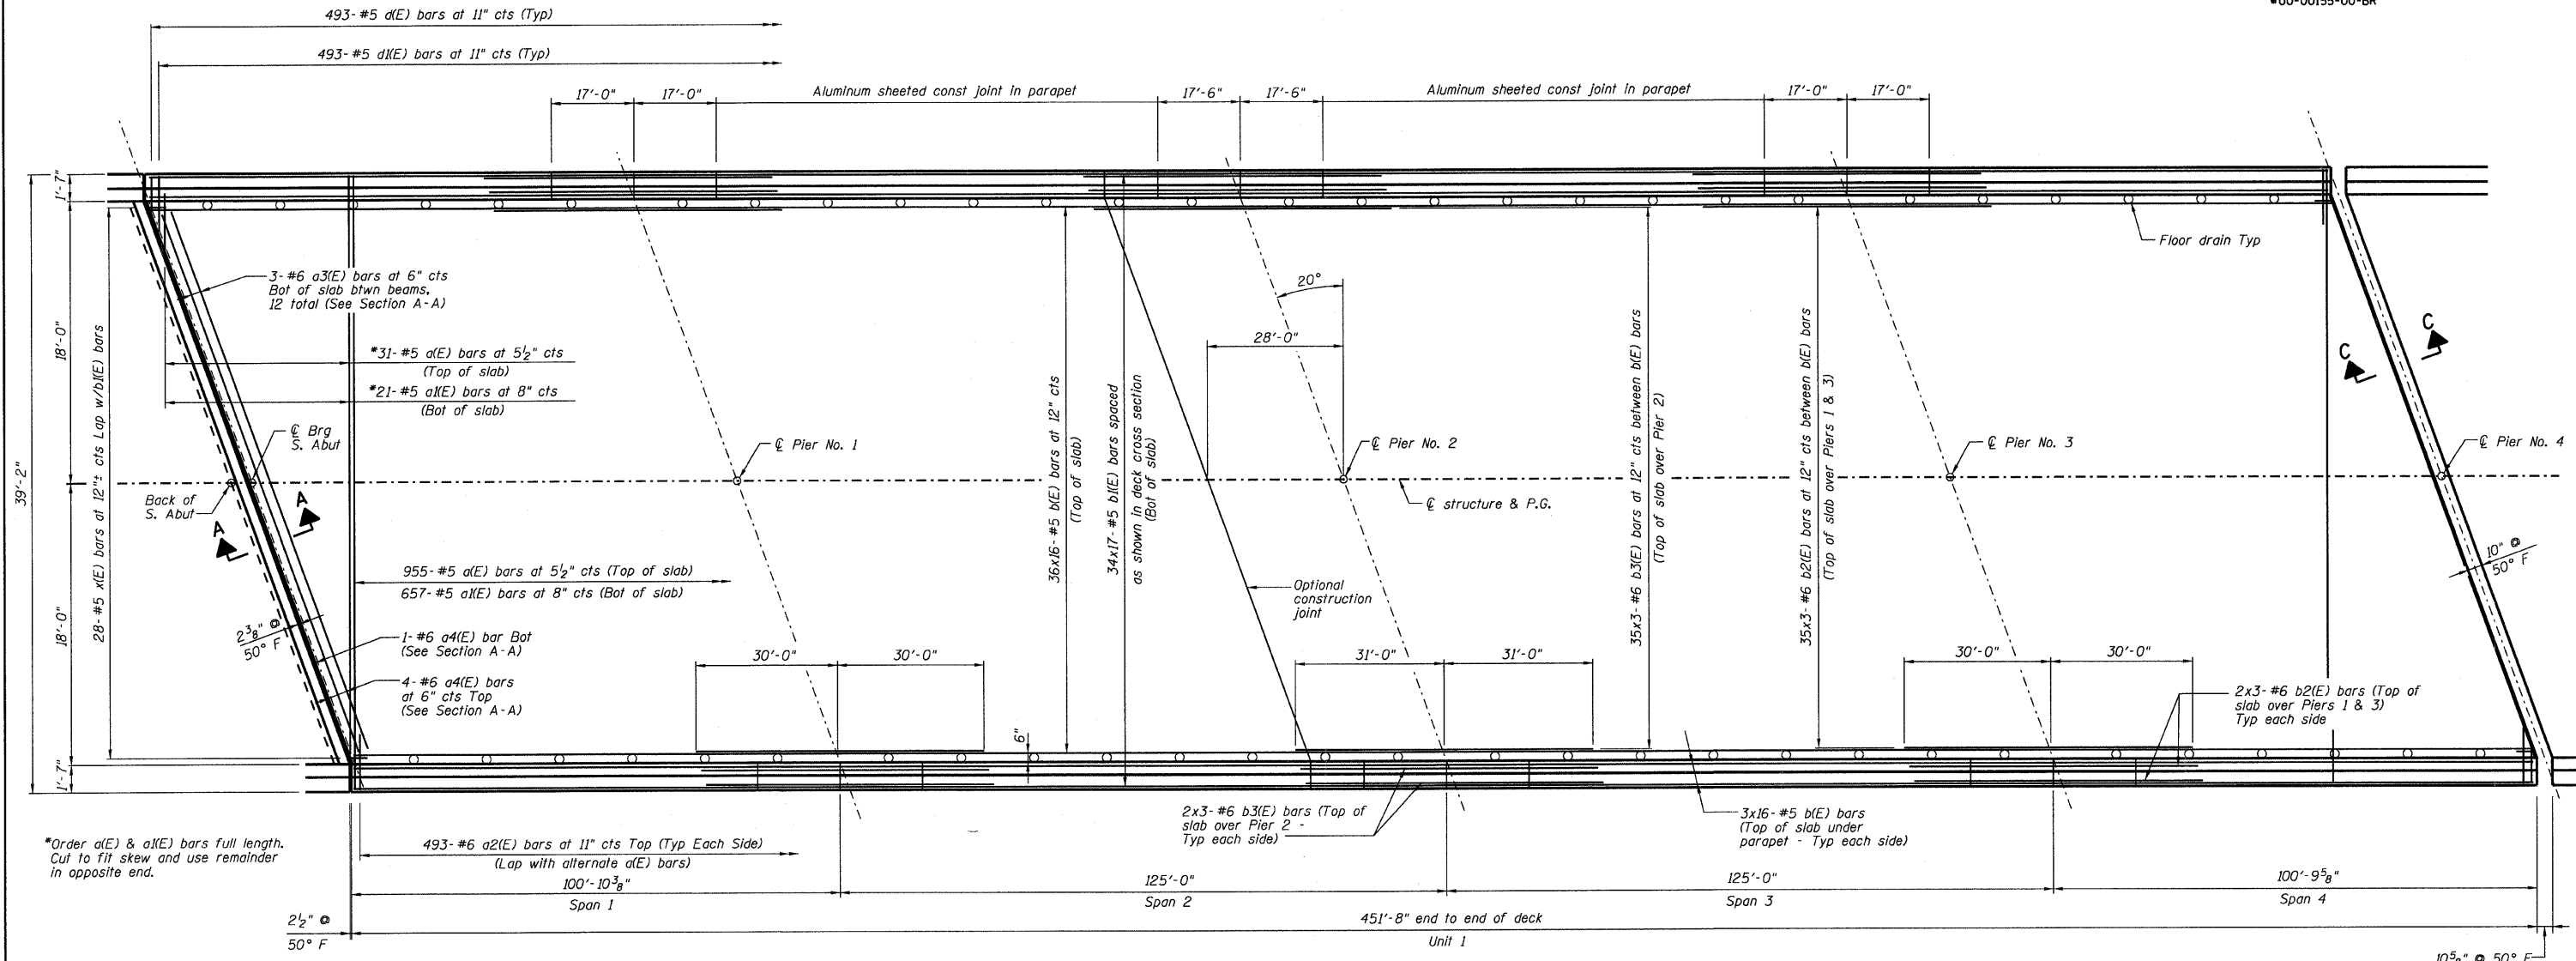 #00-00155-00-BR
493-#5 d(E) bars at 11" cts (Typ)
493-#5 d1(E) bars at 11" cts (Typ)
17'-0"
17'-0"
Aluminum sheeted const joint in parapet
17'-6"
17'-6"
Aluminum sheeted const joint in parapet
17'-0"
17'-0"
1'-7"
18'-0"
18'-0"
1'-7"
39'-2"
28-#5 x(E) bars at 12"± cts Lap w/b1(E) bars
3-#6 a3(E) bars at 6" cts
Bot of slab btwn beams,
12 total (See Section A-A)
*31-#5 a(E) bars at 5½" cts
(Top of slab)
*21-#5 a1(E) bars at 8" cts
(Bot of slab)
℄ Brg
S. Abut
Back of
S. Abut
A
A
℄ Pier No. 1
36x16-#5 b(E) bars at 12" cts
(Top of slab)
34x17-#5 b1(E) bars spaced
as shown in deck cross section
(Bot of slab)
20°
28'-0"
℄ Pier No. 2
℄ structure & P.G.
35x3-#6 b3(E) bars at 12" cts between b(E) bars
(Top of slab over Pier 2)
35x3-#6 b2(E) bars at 12" cts between b(E) bars
(Top of slab over Piers 1 & 3)
Floor drain Typ
℄ Pier No. 3
C
C
℄ Pier No. 4
10" @
50° F
955-#5 a(E) bars at 5½" cts (Top of slab)
657-#5 a1(E) bars at 8" cts (Bot of slab)
2⅜" @
50° F
1-#6 a4(E) bar Bot
(See Section A-A)
4-#6 a4(E) bars
at 6" cts Top
(See Section A-A)
Optional
construction
joint
30'-0"
30'-0"
6"
31'-0"
31'-0"
30'-0"
30'-0"
2x3-#6 b2(E) bars (Top of
slab over Piers 1 & 3)
Typ each side
2x3-#6 b3(E) bars (Top of
slab over Pier 2 -
Typ each side)
3x16-#5 b(E) bars
(Top of slab under
parapet - Typ each side)
*Order a(E) & a1(E) bars full length.
Cut to fit skew and use remainder
in opposite end.
493-#6 a2(E) bars at 11" cts Top (Typ Each Side)
(Lap with alternate a(E) bars)
100'-10⅜"
Span 1
125'-0"
Span 2
125'-0"
Span 3
100'-9⅝"
Span 4
2½" @
50° F
451'-8" end to end of deck
Unit 1
10⅝" @ 50° F